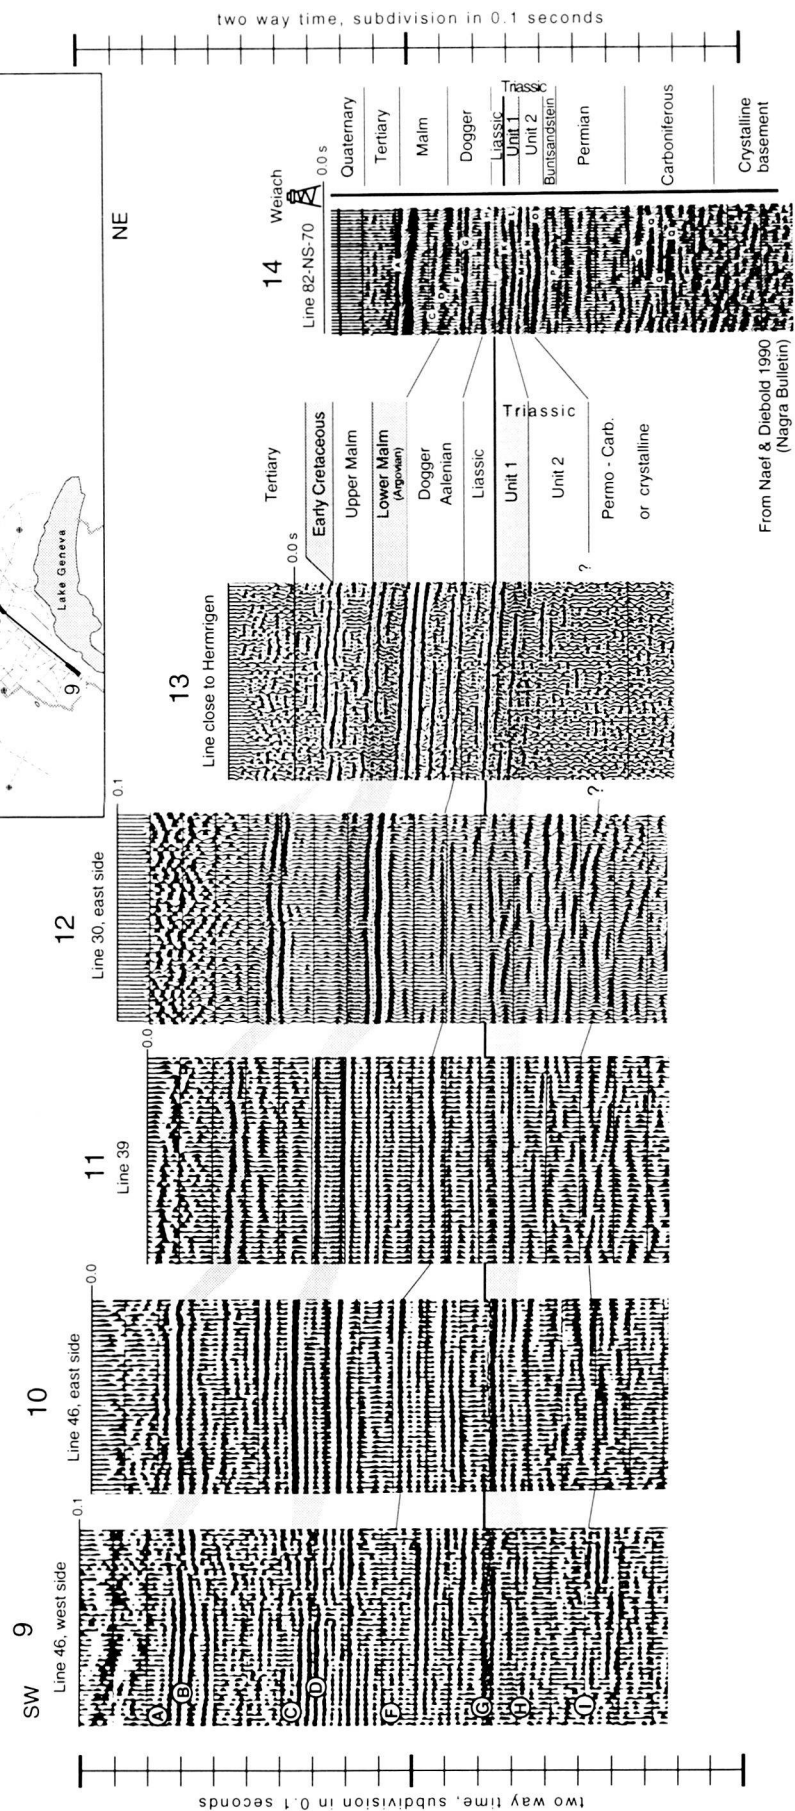 two way time, subdivision in 0.1 seconds
NE
Lake Geneva
9
14
Weiach
Line 82-NS-70
0.0 s
Quaternary
Tertiary
Malm
Dogger
Liassic
Triassic
Unit 1
Unit 2
Buntsandstein
Permian
Carboniferous
Crystalline
basement
A
C
D
F
G
M
N
O
P
Q
Q
Q
Q
From Naef & Diebold 1990
(Nagra Bulletin)
Tertiary
Early Cretaceous
Upper Malm
Lower Malm
(Argovian)
Dogger
Aalenian
Liassic
Triassic
Unit 1
Unit 2
Permo - Carb.
or crystalline
13
Line close to Hermrigen
0.0 s
?
12
Line 30, east side
0.1
?
11
Line 39
0.0
10
Line 46, east side
0.0
SW
9
Line 46, west side
0.1
A
B
C
D
F
G
H
I
two way time, subdivision in 0.1 seconds